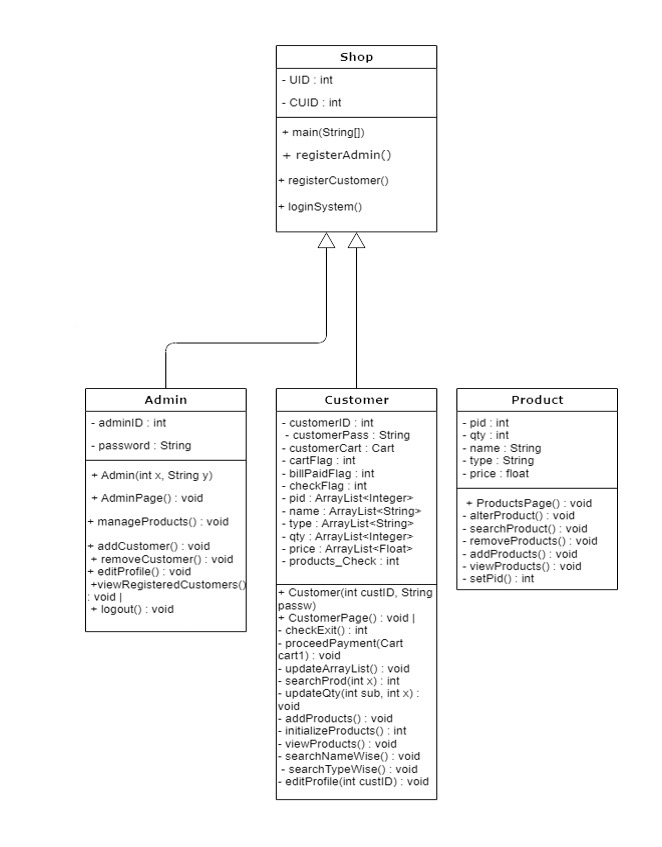 Shop
- UID : int
- CUID : int
+ main(String[])
+ registerAdmin()
+ registerCustomer()
+ loginSystem()
Admin
- adminID : int
- password : String
+ Admin(int x, String y)
+ AdminPage() : void
+ manageProducts() : void
+ addCustomer() : void
+ removeCustomer() : void
+ editProfile() : void
+viewRegisteredCustomers()
: void |
+ logout() : void
Customer
- customerID : int
- customerPass : String
- customerCart : Cart
- cartFlag : int
- billPaidFlag : int
- checkFlag : int
- pid : ArrayList<Integer>
- name : ArrayList<String>
- type : ArrayList<String>
- qty : ArrayList<Integer>
- price : ArrayList<Float>
- products_Check : int
+ Customer(int custID, String
passw)
+ CustomerPage() : void |
- checkExit() : int
- proceedPayment(Cart
cart1) : void
- updateArrayList() : void
- searchProd(int x) : int
- updateQty(int sub, int x) :
void
- addProducts() : void
- initializeProducts() : int
- viewProducts() : void
- searchNameWise() : void
- searchTypeWise() : void
- editProfile(int custID) : void
Product
- pid : int
- qty : int
- name : String
- type : String
- price : float
+ ProductsPage() : void
- alterProduct() : void
- searchProduct() : void
- removeProducts() : void
- addProducts() : void
- viewProducts() : void
- setPid() : int